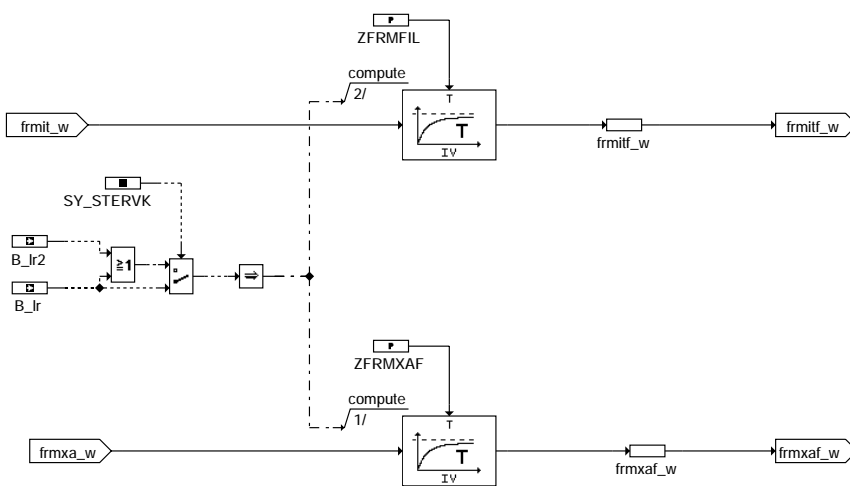 P
ZFRMFIL
compute
2/
T
frmit_w
T
IV
frmitf_w
frmitf_w
SY_STERVK
B_lr2
≧1
⇒
B_lr
P
ZFRMXAF
compute
1/
T
frmxa_w
T
IV
frmxaf_w
frmxaf_w